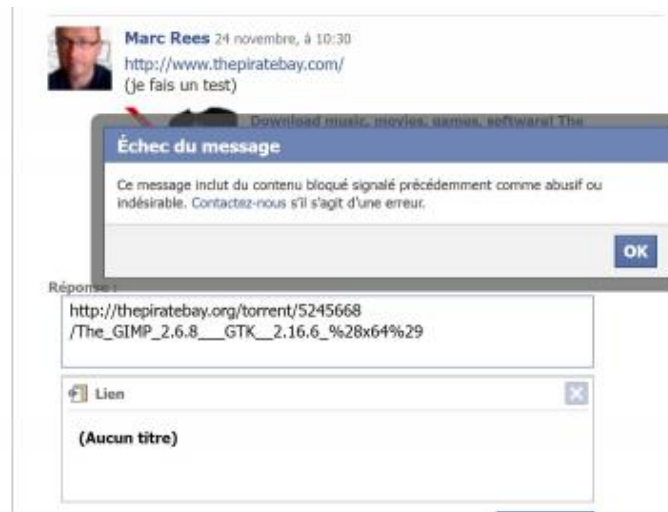 Marc Rees 24 novembre, à 10:30
http://www.thepiratebay.com/
(je fais un test)
Download music, movies, games, software! The
Échec du message
Ce message inclut du contenu bloqué signalé précédemment comme abusif ou
indésirable. Contactez-nous s'il s'agit d'une erreur.
OK
Réponse :
http://thepiratebay.org/torrent/5245668
/The_GIMP_2.6.8___GTK__2.16.6_%28x64%29
Lien
(Aucun titre)